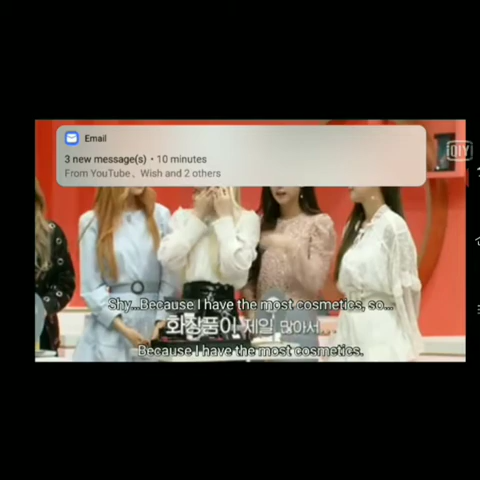 Email
3 new message(s) • 10 minutes
From YouTube、Wish and 2 others
QIY
Shy...Because I have the most cosmetics, so...
화장품이 제일 많아서...
Because I have the most cosmetics.